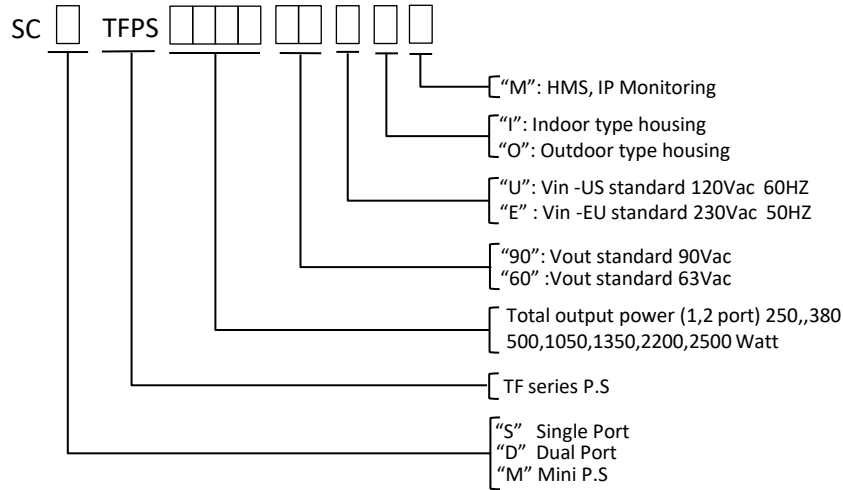 SC TFPS
“M”: HMS, IP Monitoring
“I”: Indoor type housing
“O”: Outdoor type housing
“U”: Vin -US standard 120Vac 60HZ
“E” : Vin -EU standard 230Vac 50HZ
“90”: Vout standard 90Vac
“60” :Vout standard 63Vac
Total output power (1,2 port) 250,,380
500,1050,1350,2200,2500 Watt
TF series P.S
“S” Single Port
“D” Dual Port
“M” Mini P.S